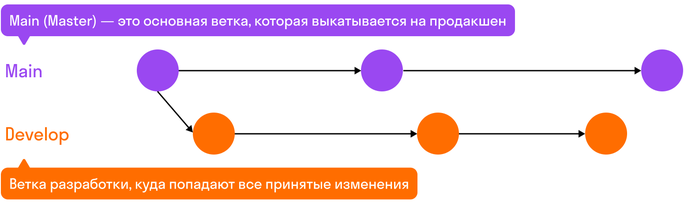 Main (Master) — это основная ветка, которая выкатывается на продакшен
Main
Develop
Ветка разработки, куда попадают все принятые изменения